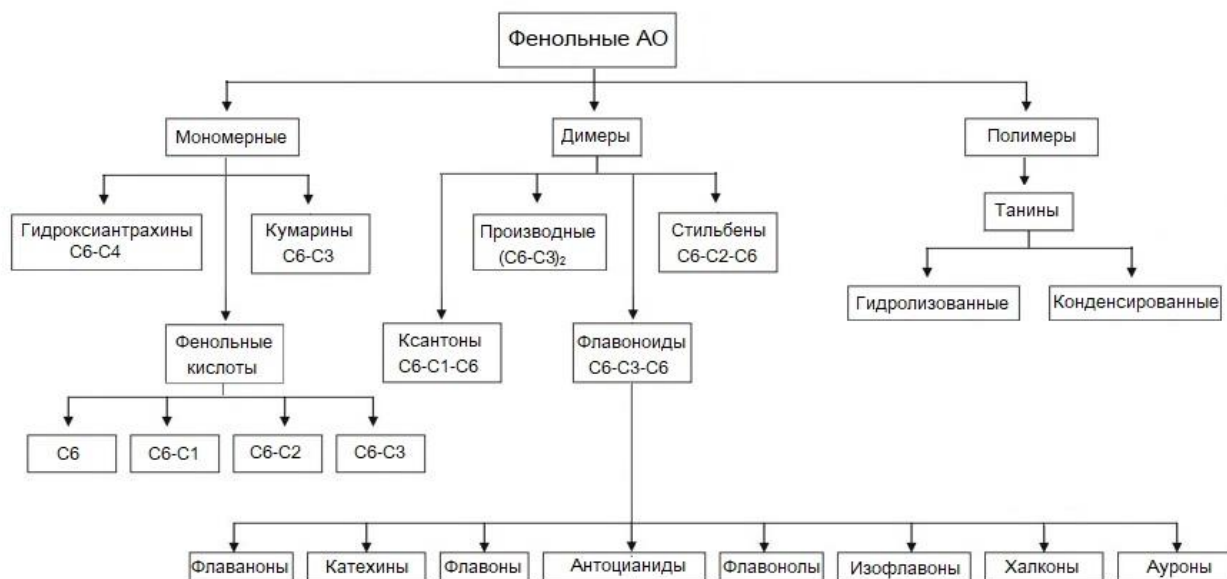 Фенольные АО
Мономерные
Димеры
Полимеры
Гидроксиантрахины
С6-С4
Кумарины
С6-С3
Производные
(С6-С3)₂
Стильбены
С6-С2-С6
Танины
Гидролизованные
Конденсированные
Фенольные
кислоты
Ксантоны
С6-С1-С6
Флавоноиды
С6-С3-С6
С6
С6-С1
С6-С2
С6-С3
Флаваноны
Катехины
Флавоны
Антоцианиды
Флавонолы
Изофлавоны
Халконы
Ауроны